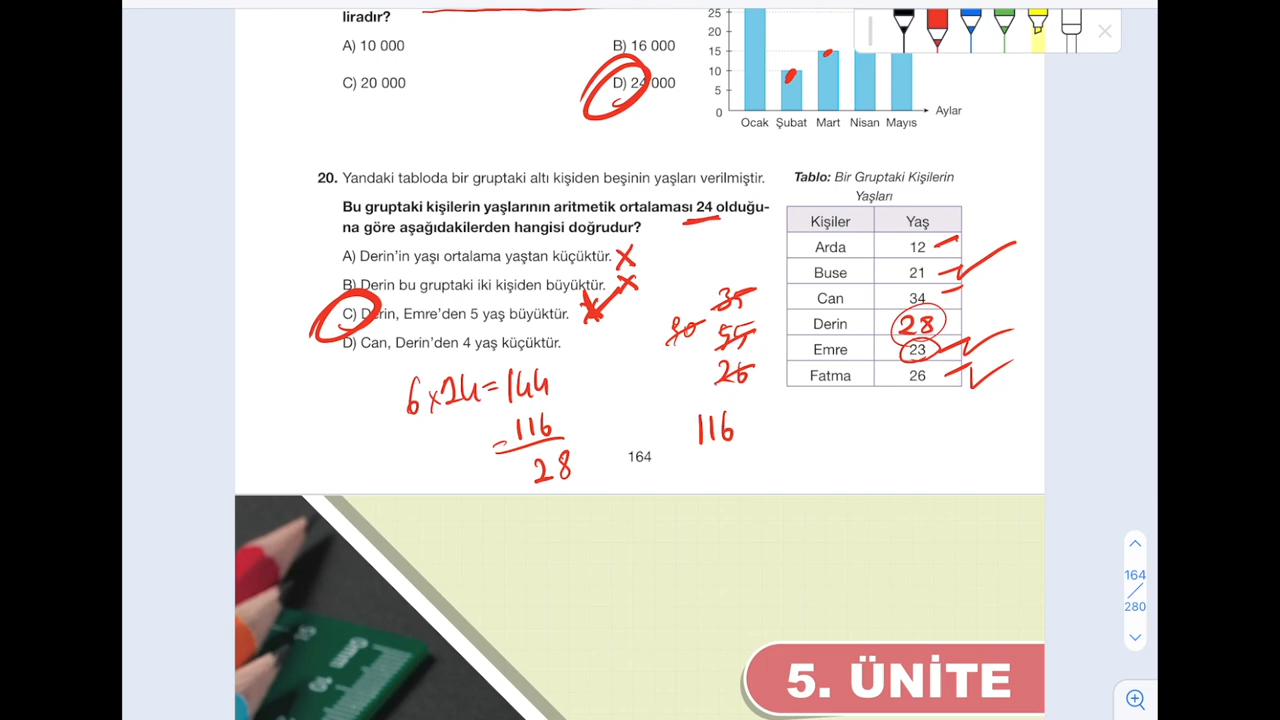 liradır?
A) 10 000
B) 16 000
C) 20 000
D) 24 000
25
20
15
10
5
0
Ocak Şubat Mart Nisan Mayıs
Aylar
20. Yandaki tabloda bir gruptaki altı kişiden beşinin yaşları verilmiştir.
Bu gruptaki kişilerin yaşlarının aritmetik ortalaması 24 olduğu-
na göre aşağıdakilerden hangisi doğrudur?
A) Derin’in yaşı ortalama yaştan küçüktür.
B) Derin bu gruptaki iki kişiden büyüktür.
C) Derin, Emre’den 5 yaş büyüktür.
D) Can, Derin’den 4 yaş küçüktür.
Tablo: Bir Gruptaki Kişilerin
Yaşları
Kişiler Yaş
Arda 12
Buse 21
Can 34
Derin 28
Emre 23
Fatma 26
35
90 55
26
116
6x24=144
116
28
164
5. ÜNİTE
164
280